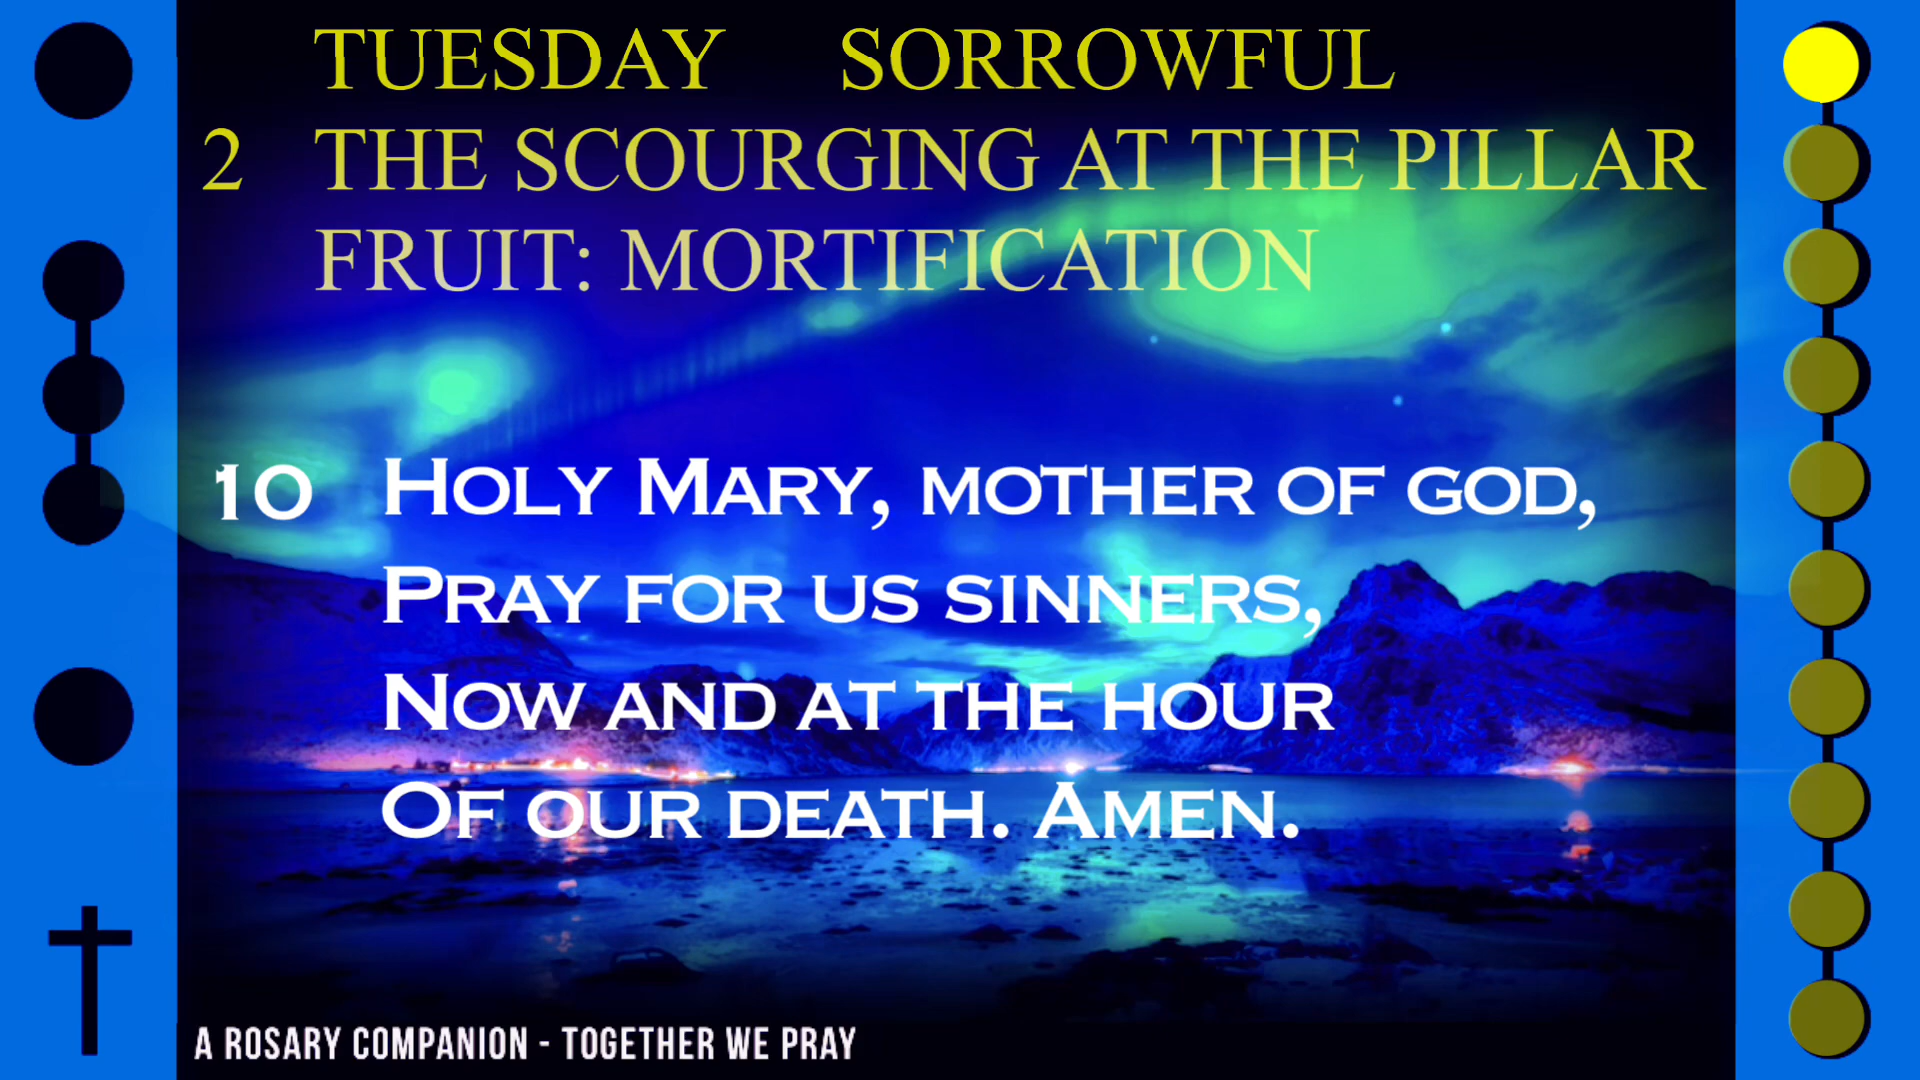 TUESDAY SORROWFUL
2 THE SCOURGING AT THE PILLAR
FRUIT: MORTIFICATION
10 HOLY MARY, MOTHER OF GOD,
PRAY FOR US SINNERS,
NOW AND AT THE HOUR
OF OUR DEATH. AMEN.
A ROSARY COMPANION - TOGETHER WE PRAY